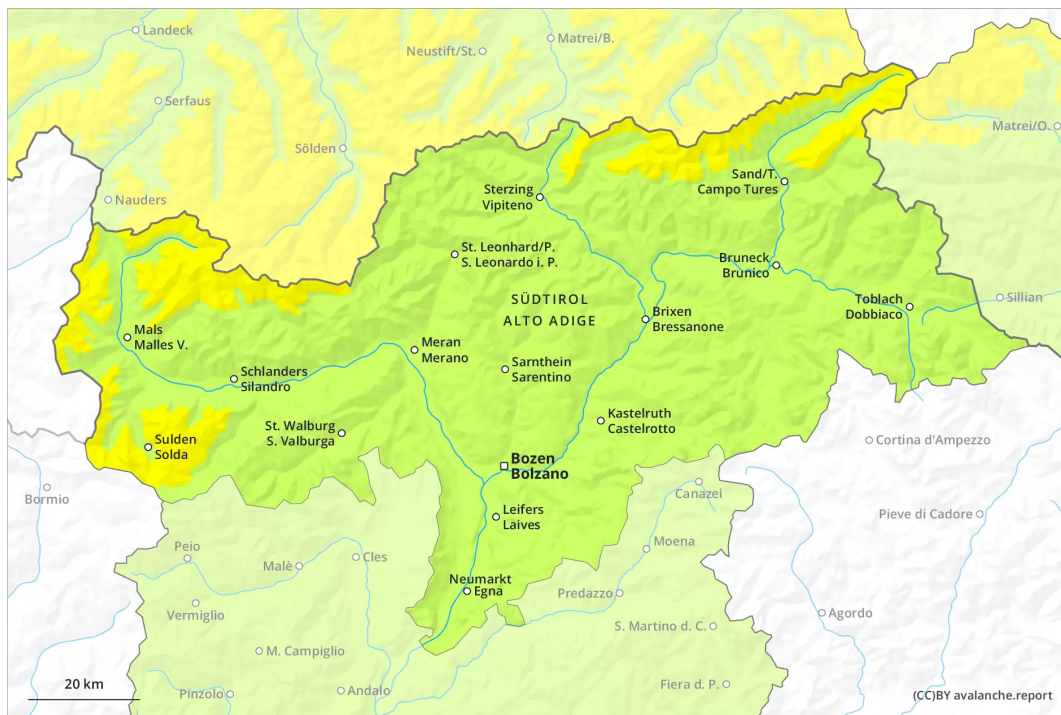 Landeck
Matrei/B.
Neustift/St.
Serfaus
Matrei/O.
Sölden
Sand/T.
Campo Tures
Sterzing
Vipiteno
Nauders
St. Leonhard/P.
S. Leonardo i. P.
Bruneck
Brunico
SÜDTIROL
ALTO ADIGE
Toblach
Dobbiaco
Sillian
Brixen
Bressanone
Mals
Malles V.
Meran
Merano
Sarnthein
Sarentino
Schlanders
Silandro
Kastelruth
Castelrotto
St. Walburg
S. Valburga
Sulden
Solda
Cortina d'Ampezzo
Bozen
Bolzano
Bormio
Canazei
Leifers
Laives
Pieve di Cadore
Peio
Moena
Cles
Malè
Neumarkt
Egna
Predazzo
Vermiglio
Agordo
S. Martino d. C.
M. Campiglio
20 km
Pinzolo
Andalo
Fiera d. P.
(CC)BY avalanche.report